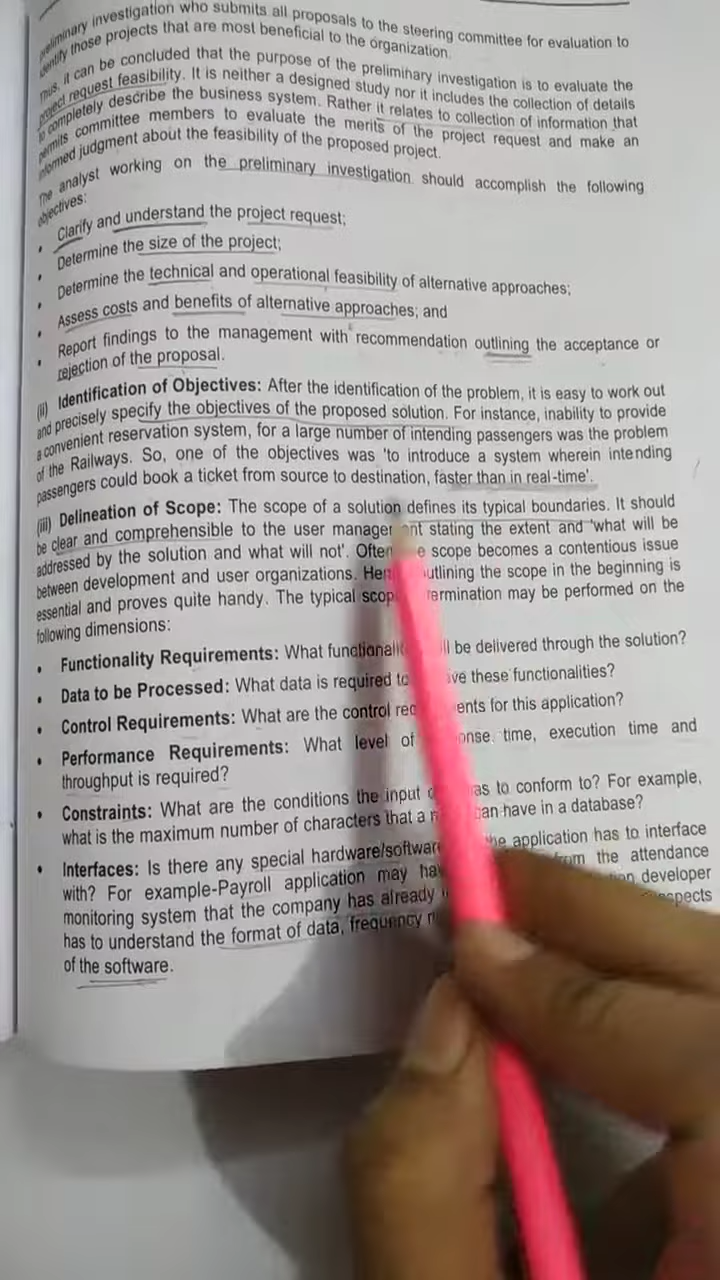 preliminary investigation who submits all proposals to the steering committee for evaluation to
identify those projects that are most beneficial to the organization.
Thus, it can be concluded that the purpose of the preliminary investigation is to evaluate the
project request feasibility. It is neither a designed study nor it includes the collection of details
to completely describe the business system. Rather it relates to collection of information that
permits committee members to evaluate the merits of the project request and make an
informed judgment about the feasibility of the proposed project.
The analyst working on the preliminary investigation should accomplish the following
objectives:
• Clarify and understand the project request;
• Determine the size of the project;
• Determine the technical and operational feasibility of alternative approaches;
• Assess costs and benefits of alternative approaches; and
• Report findings to the management with recommendation outlining the acceptance or
rejection of the proposal.
(ii) Identification of Objectives: After the identification of the problem, it is easy to work out
and precisely specify the objectives of the proposed solution. For instance, inability to provide
a convenient reservation system, for a large number of intending passengers was the problem
of the Railways. So, one of the objectives was 'to introduce a system wherein intending
passengers could book a ticket from source to destination, faster than in real-time'.
(iii) Delineation of Scope: The scope of a solution defines its typical boundaries. It should
be clear and comprehensible to the user management stating the extent and 'what will be
addressed by the solution and what will not'. Often the scope becomes a contentious issue
between development and user organizations. Hence outlining the scope in the beginning is
essential and proves quite handy. The typical scope determination may be performed on the
following dimensions:
• Functionality Requirements: What functionalities will be delivered through the solution?
• Data to be Processed: What data is required to achieve these functionalities?
• Control Requirements: What are the control requirements for this application?
• Performance Requirements: What level of response time, execution time and
throughput is required?
• Constraints: What are the conditions the input data has to conform to? For example,
what is the maximum number of characters that a name can have in a database?
• Interfaces: Is there any special hardware/software the application has to interface
with? For example-Payroll application may have from the attendance
monitoring system that the company has already developer
has to understand the format of data, frequency aspects
of the software.